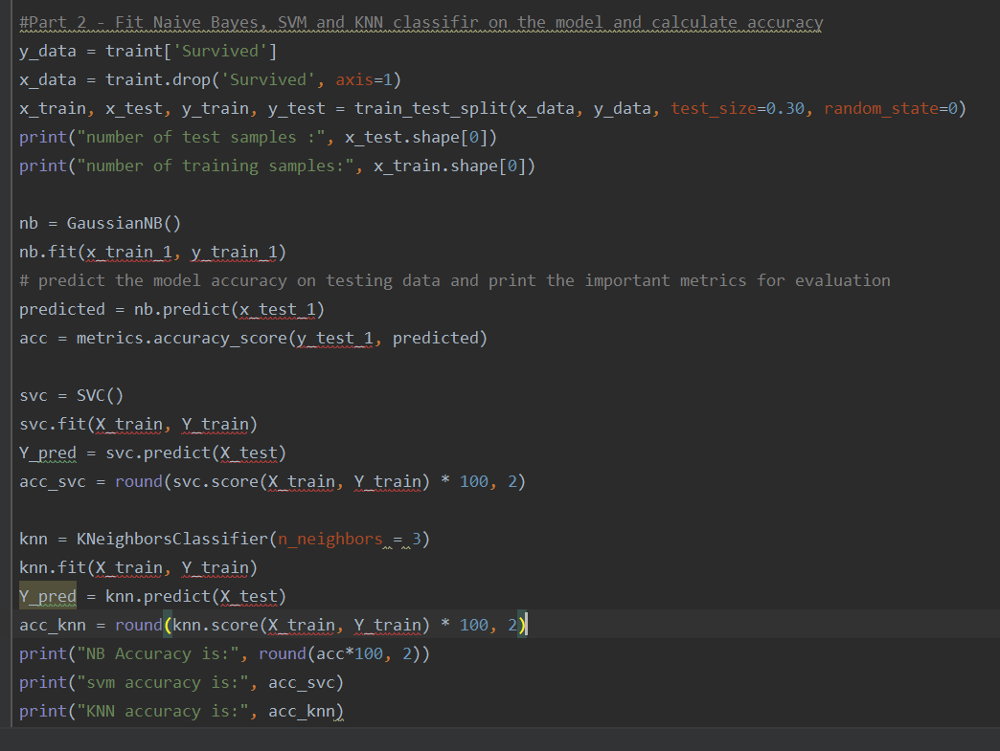 #Part 2 - Fit Naive Bayes, SVM and KNN classifir on the model and calculate accuracy
y_data = traint['Survived']
x_data = traint.drop('Survived', axis=1)
x_train, x_test, y_train, y_test = train_test_split(x_data, y_data, test_size=0.30, random_state=0)
print("number of test samples :", x_test.shape[0])
print("number of training samples:", x_train.shape[0])
nb = GaussianNB()
nb.fit(x_train_1, y_train_1)
# predict the model accuracy on testing data and print the important metrics for evaluation
predicted = nb.predict(x_test_1)
acc = metrics.accuracy_score(y_test_1, predicted)
svc = SVC()
svc.fit(X_train, Y_train)
Y_pred = svc.predict(X_test)
acc_svc = round(svc.score(X_train, Y_train) * 100, 2)
knn = KNeighborsClassifier(n_neighbors = 3)
knn.fit(X_train, Y_train)
Y_pred = knn.predict(X_test)
acc_knn = round(knn.score(X_train, Y_train) * 100, 2)
print("NB Accuracy is:", round(acc*100, 2))
print("svm accuracy is:", acc_svc)
print("KNN accuracy is:", acc_knn)